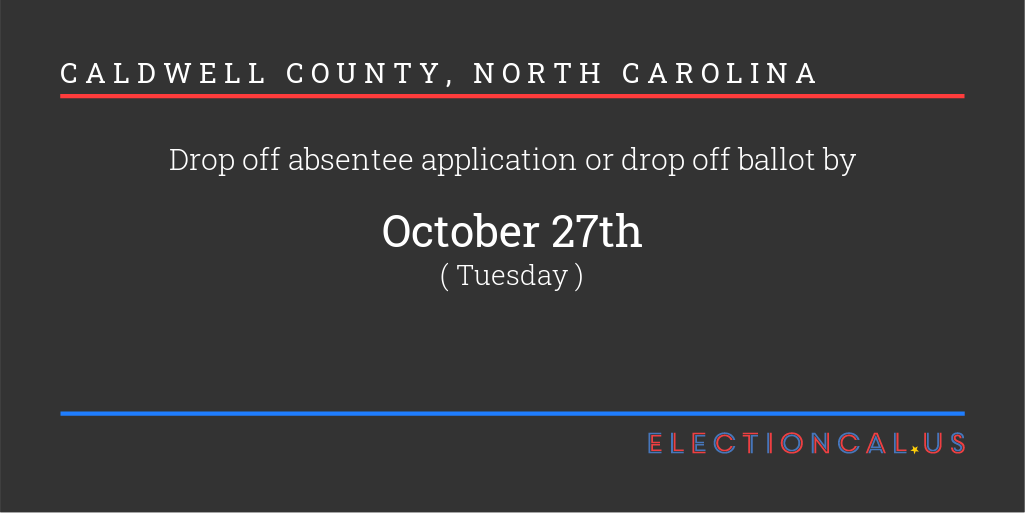 CALDWELL COUNTY, NORTH CAROLINA
Drop off absentee application or drop off ballot by
October 27th
( Tuesday )
ELECTIONCAL.US